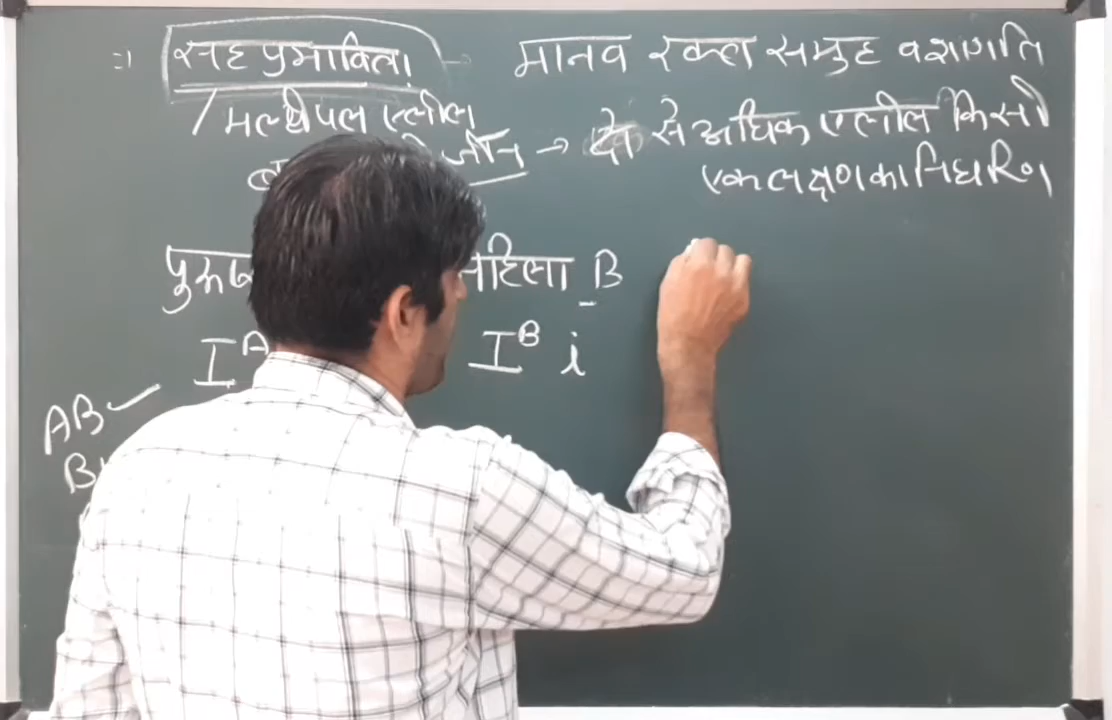 =) सह प्रभाविता - मानव रक्त समुह वंशागति
/ मल्टीपल एलील
जीन → दो से अधिक एलील किसी
एक लक्षण का निर्धारण
महिला B
I^A I^B i
AB